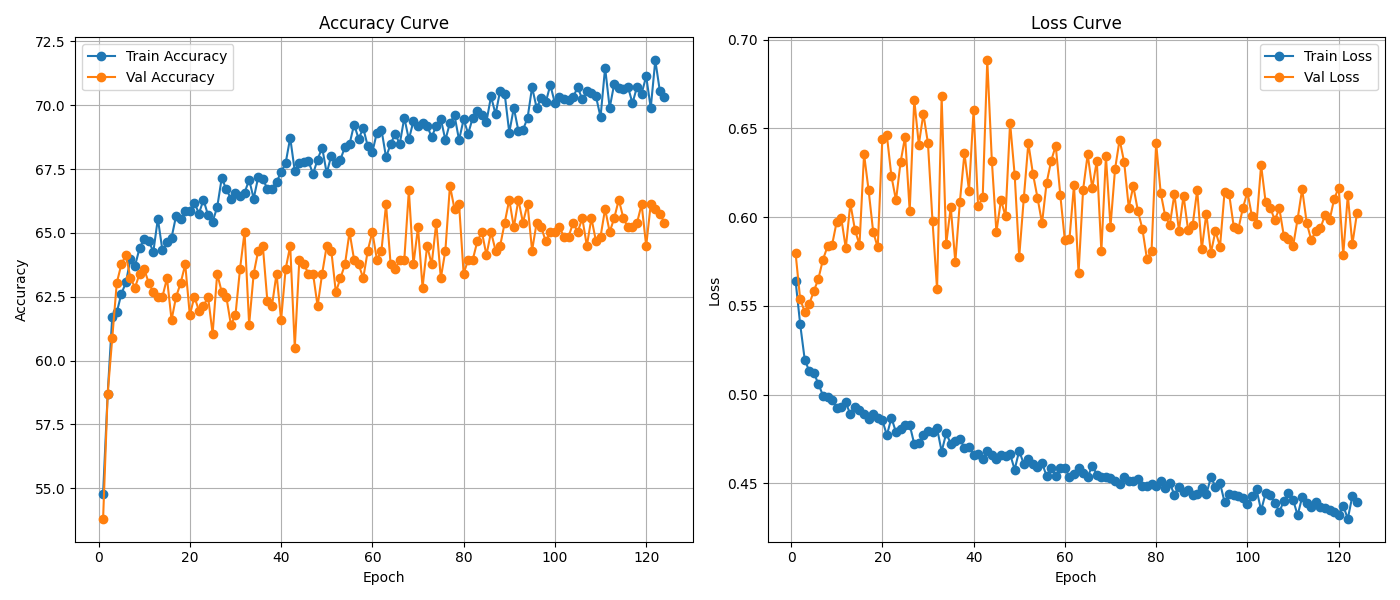 Accuracy Curve
Train Accuracy
Val Accuracy
72.5
70.0
67.5
65.0
62.5
60.0
57.5
55.0
Accuracy
0 20 40 60 80 100 120
Epoch
Loss Curve
Train Loss
Val Loss
0.70
0.65
0.60
0.55
0.50
0.45
Loss
0 20 40 60 80 100 120
Epoch